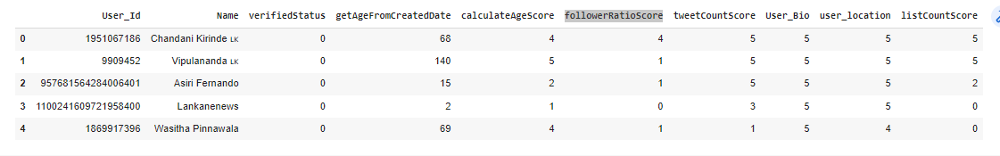 User_Id Name verifiedStatus getAgeFromCreatedDate calculateAgeScore followerRatioScore tweetCountScore User_Bio user_location listCountScore
0 1951067186 Chandani Kirinde LK 0 68 4 4 5 5 5 5
1 9909452 Vipulananda LK 0 140 5 1 5 5 5 5
2 957681564284006401 Asiri Fernando 0 15 2 1 5 5 5 2
3 1100241609721958400 Lankanenews 0 2 1 0 3 5 5 0
4 1869917396 Wasitha Pinnawala 0 69 4 1 1 5 4 0